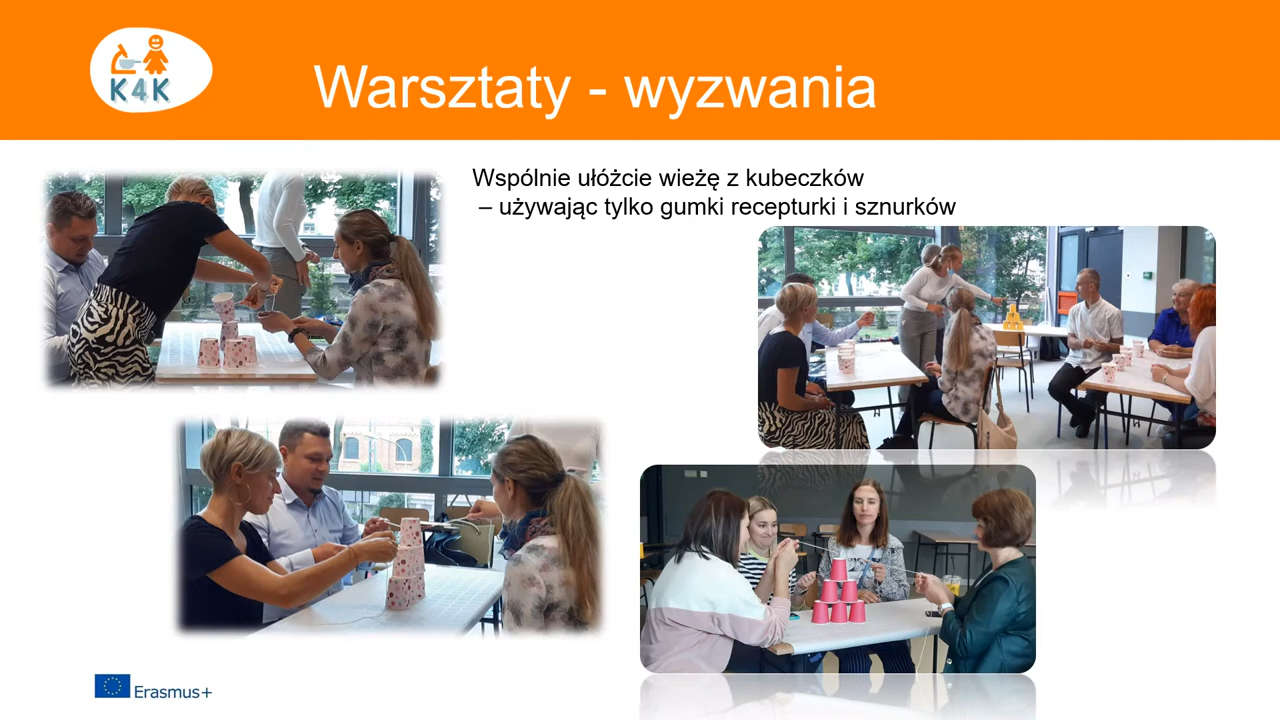 K4K
Warsztaty - wyzwania
Wspólnie ułóżcie wieżę z kubeczków
– używając tylko gumki recepturki i sznurków
Erasmus+